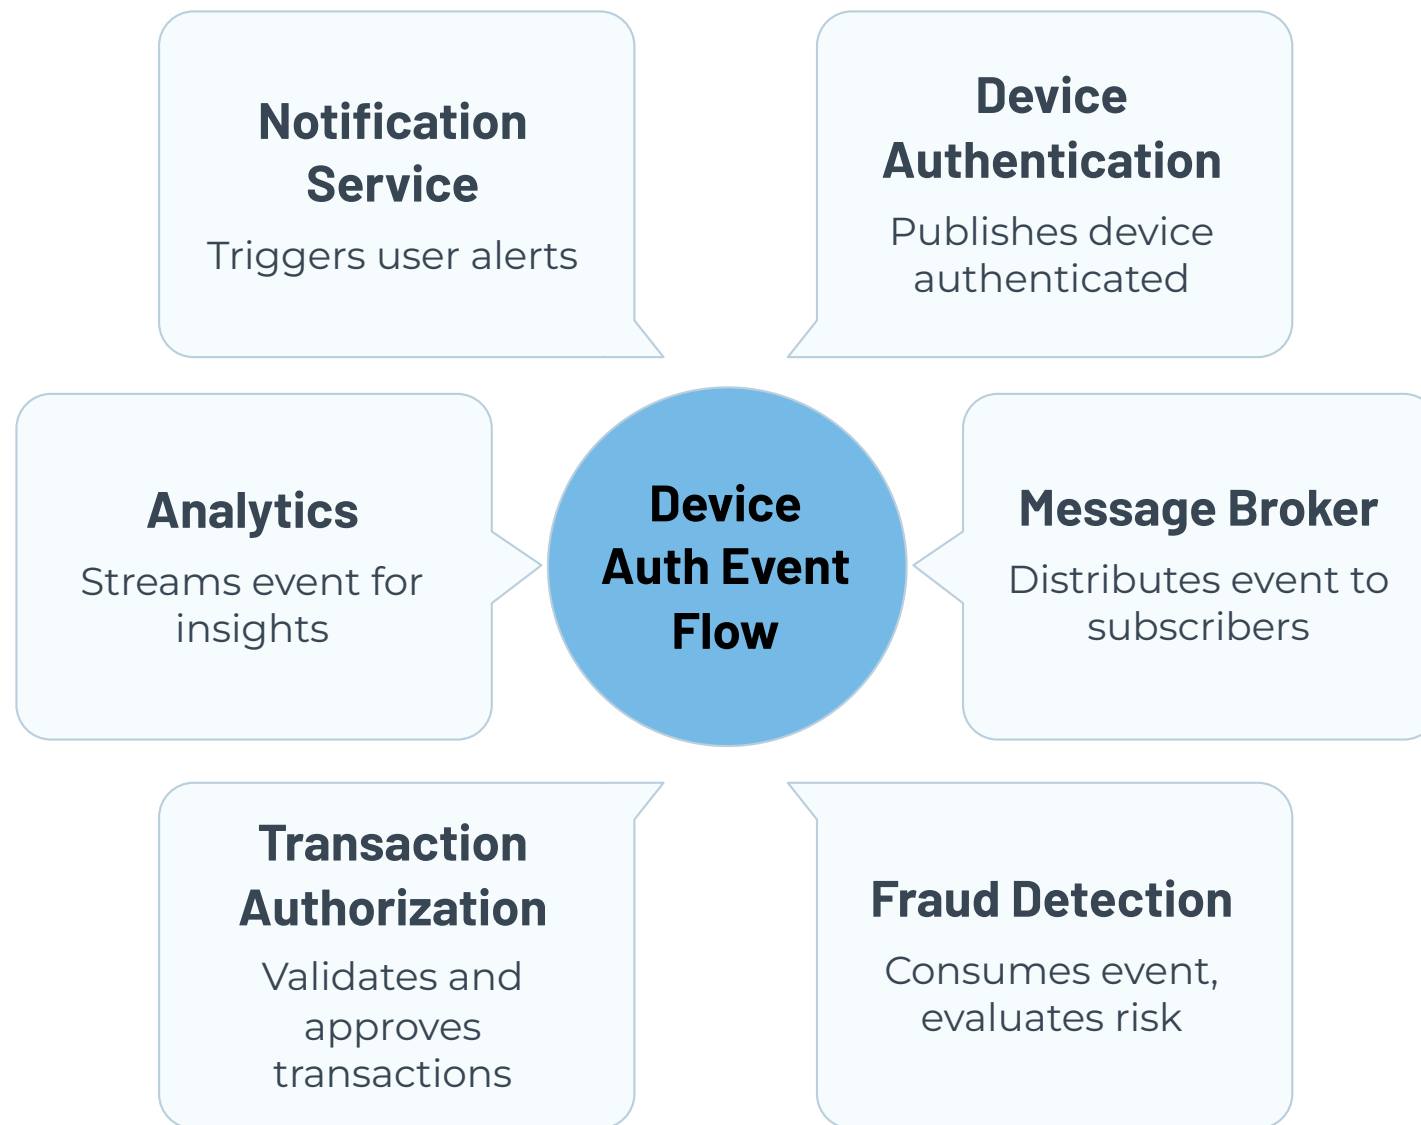 Notification
Service
Triggers user alerts
Device
Authentication
Publishes device
authenticated
Analytics
Streams event for
insights
Device
Auth Event
Flow
Message Broker
Distributes event to
subscribers
Transaction
Authorization
Validates and
approves
transactions
Fraud Detection
Consumes event,
evaluates risk